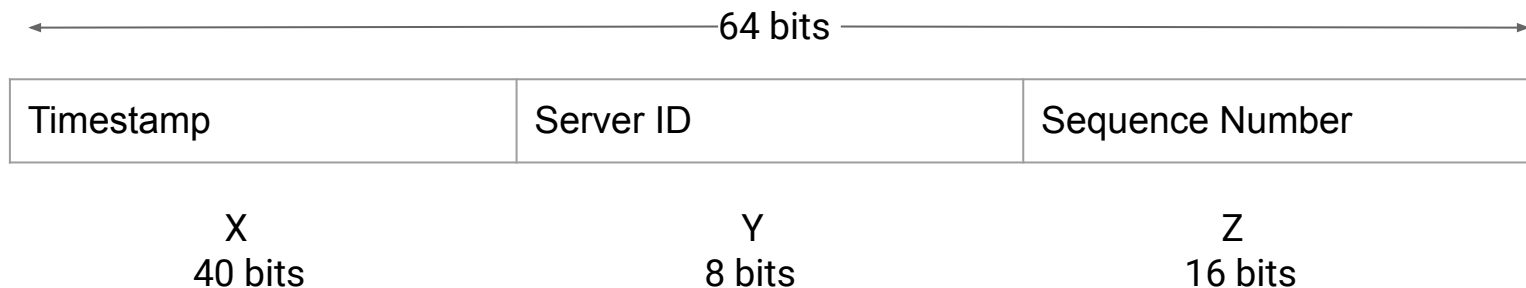 64 bits
Timestamp Server ID Sequence Number
X Y Z
40 bits 8 bits 16 bits